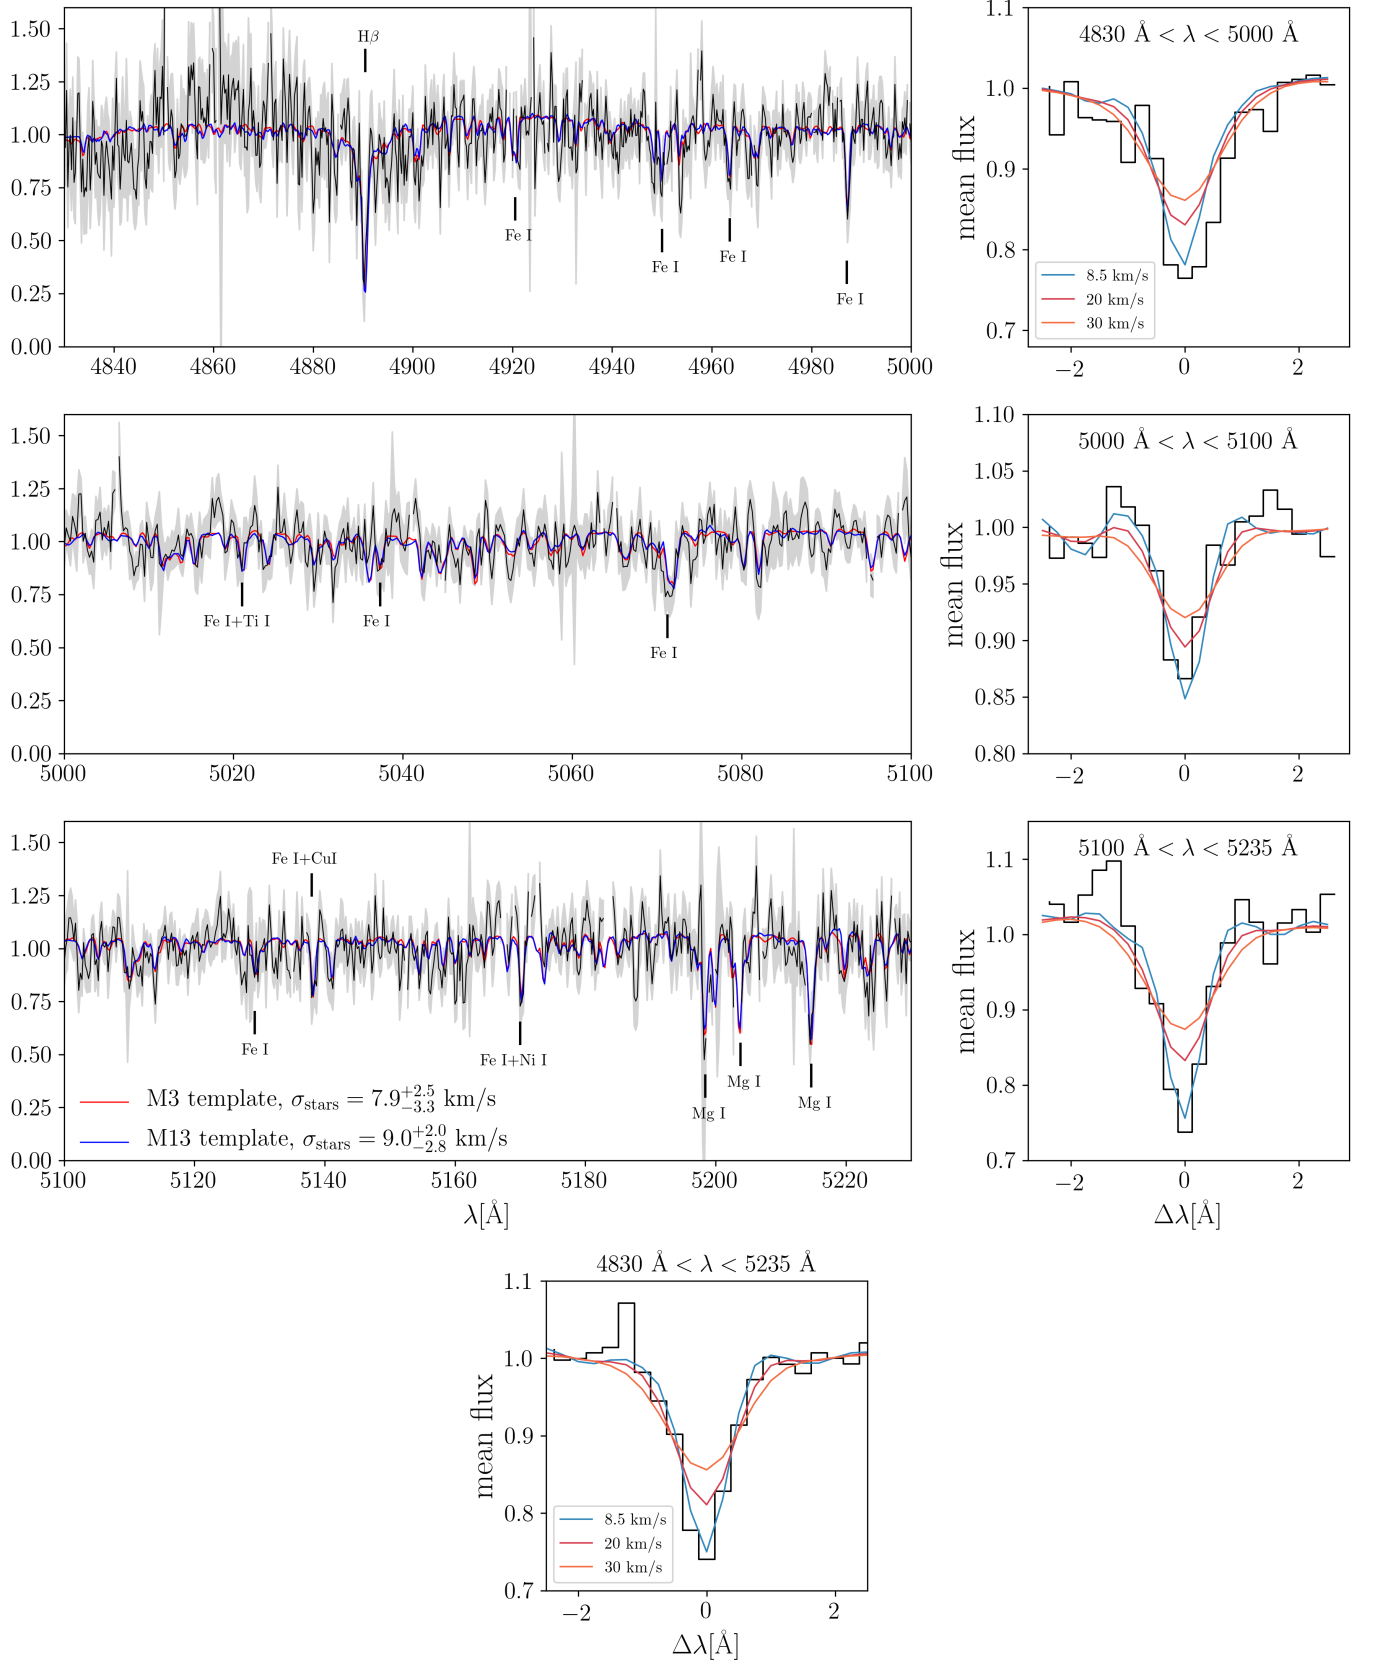 1.50
1.25
1.00
0.75
0.50
0.25
0.00
Hβ
Fe I
Fe I
Fe I
Fe I
4840 4860 4880 4900 4920 4940 4960 4980 5000
1.1
1.0
0.9
0.8
0.7
mean flux
4830 Å < λ < 5000 Å
8.5 km/s
20 km/s
30 km/s
−2 0 2
1.50
1.25
1.00
0.75
0.50
0.25
0.00
Fe I+Ti I
Fe I
Fe I
5000 5020 5040 5060 5080 5100
1.10
1.05
1.00
0.95
0.90
0.85
0.80
mean flux
5000 Å < λ < 5100 Å
−2 0 2
1.50
1.25
1.00
0.75
0.50
0.25
0.00
Fe I+CuI
Fe I
Fe I+Ni I
Mg I
Mg I
Mg I
M3 template, σ_stars = 7.9^{+2.5}_{−3.3} km/s
M13 template, σ_stars = 9.0^{+2.0}_{−2.8} km/s
5100 5120 5140 5160 5180 5200 5220
λ[Å]
1.1
1.0
0.9
0.8
0.7
mean flux
5100 Å < λ < 5235 Å
−2 0 2
Δλ[Å]
4830 Å < λ < 5235 Å
1.1
1.0
0.9
0.8
0.7
mean flux
8.5 km/s
20 km/s
30 km/s
−2 0 2
Δλ[Å]